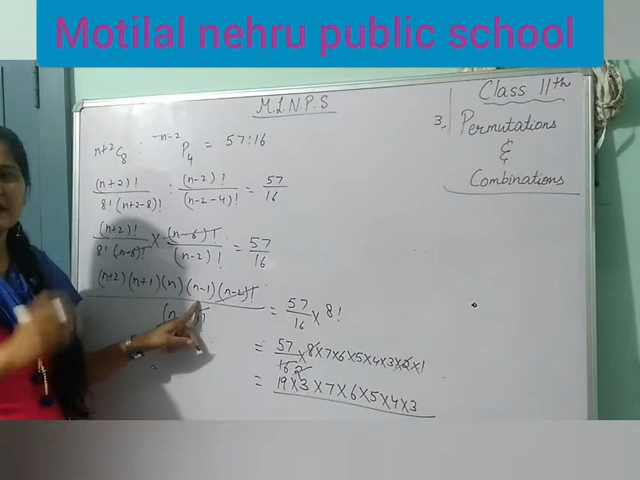 Motilal nehru public school
M.L.N.P.S
Class 11th
3. Permutations
&
Combinations
n+2C8 : n-2P4 = 57:16
(n+2)! / 8!(n+2-8)! : (n-2)! / (n-2-4)! = 57/16
(n+2)! / 8!(n-6)! × (n-6)! / (n-2)! = 57/16
(n+2)(n+1)(n)(n-1)(n-2)! / (n = 57/16 × 8!
= 57/16 × 8×7×6×5×4×3×2×1
2
= 19×3×7×6×5×4×3